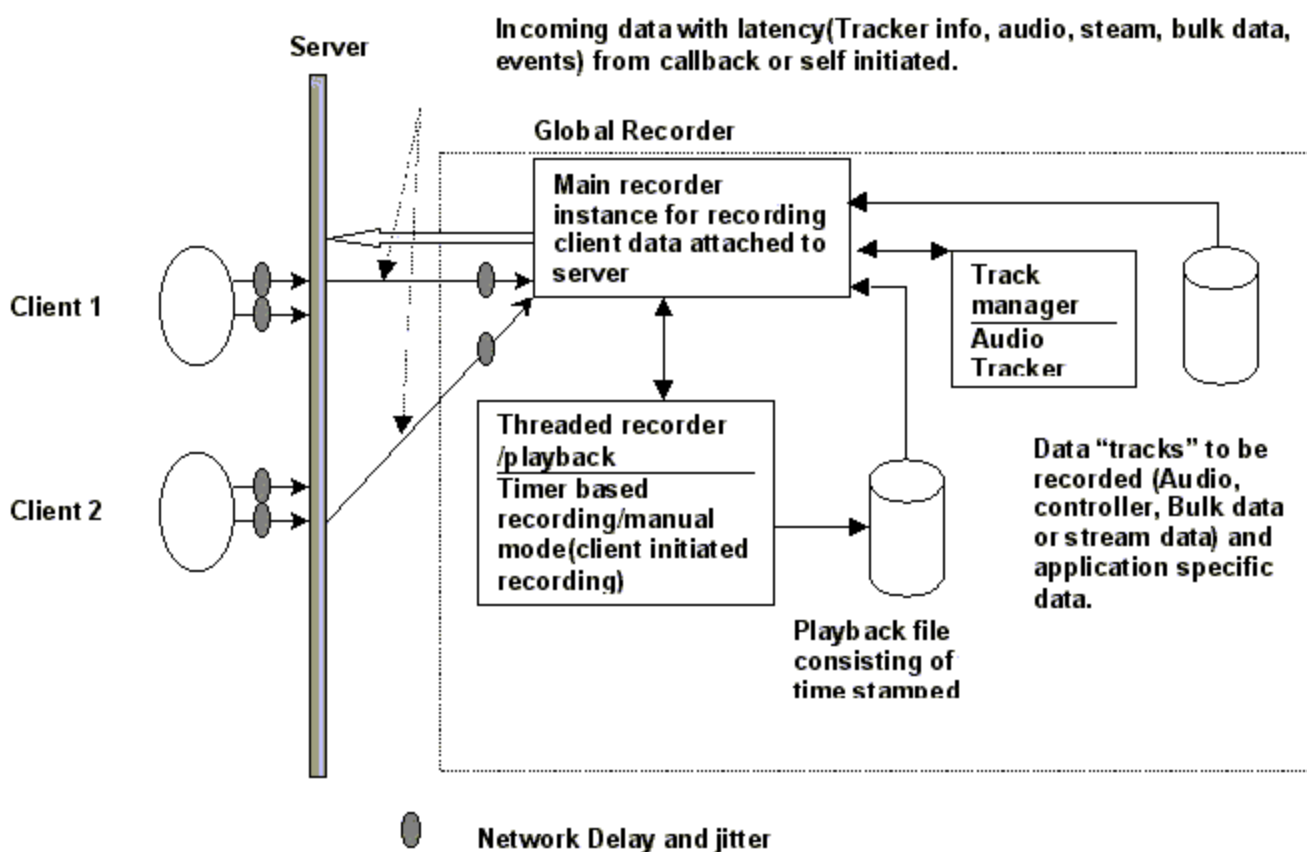 Incoming data with latency(Tracker info, audio, steam, bulk data,
events) from callback or self initiated.
Server
Global Recorder
Main recorder
instance for recording
client data attached to
server
Track
manager
Audio
Tracker
Client 1
Client 2
Threaded recorder
/playback
Timer based
recording/manual
mode(client initiated
recording)
Data “tracks” to be
recorded (Audio,
controller, Bulk data
or stream data) and
application specific
data.
Playback file
consisting of
time stamped
Network Delay and jitter